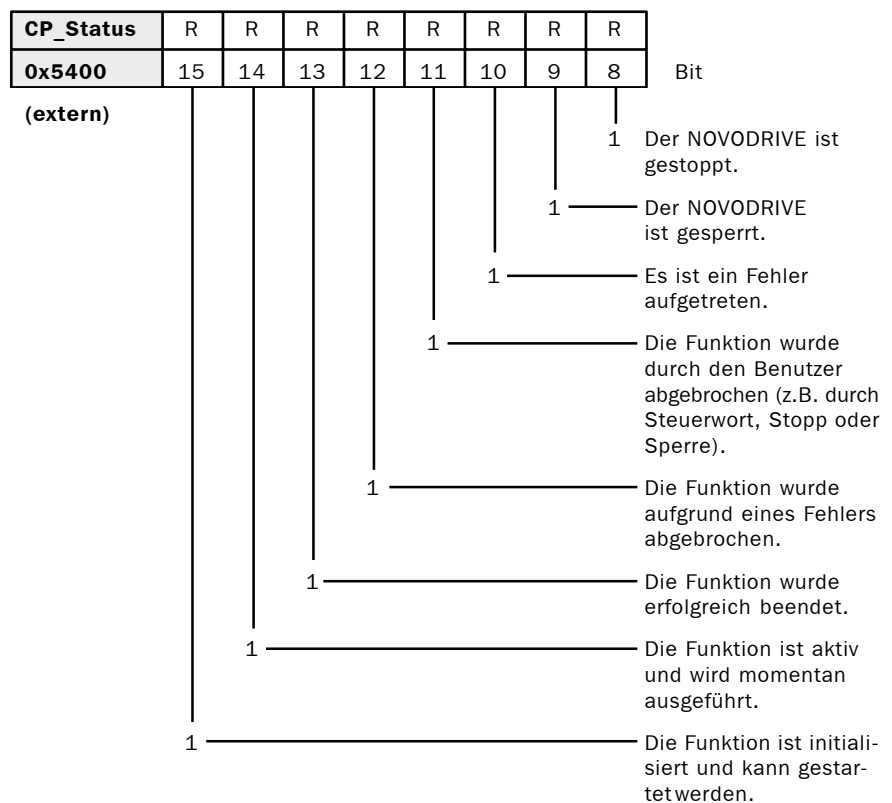 CP_Status R R R R R R R R
0x5400 15 14 13 12 11 10 9 8 Bit
(extern)
1 Der NOVODRIVE ist
gestoppt.
1 Der NOVODRIVE
ist gesperrt.
1 Es ist ein Fehler
aufgetreten.
1 Die Funktion wurde
durch den Benutzer
abgebrochen (z.B. durch
Steuerwort, Stopp oder
Sperre).
1 Die Funktion wurde
aufgrund eines Fehlers
abgebrochen.
1 Die Funktion wurde
erfolgreich beendet.
1 Die Funktion ist aktiv
und wird momentan
ausgeführt.
1 Die Funktion ist initiali-
siert und kann gestar-
tetwerden.